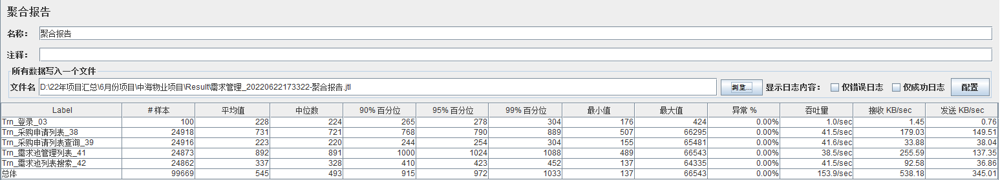 聚合报告
名称： 聚合报告
注释：
所有数据写入一个文件
文件名 D:\22年项目汇总\6月份项目\中海物业项目\Result\需求管理_20220622173322-聚合报告.jtl 浏览... 显示日志内容： 仅错误日志 仅成功日志 配置
Label # 样本 平均值 中位数 90% 百分位 95% 百分位 99% 百分位 最小值 最大值 异常 % 吞吐量 接收 KB/sec 发送 KB/sec
Trn_登录_03 100 228 224 265 278 304 176 424 0.00% 1.0/sec 1.45 0.76
Trn_采购申请列表_38 24918 731 721 768 790 889 507 66295 0.00% 41.5/sec 179.03 149.51
Trn_采购申请列表查询_39 24916 223 220 244 254 304 155 65481 0.00% 41.6/sec 33.88 38.04
Trn_需求池管理列表_41 24873 892 891 1000 1024 1088 489 66543 0.00% 38.5/sec 255.59 137.35
Trn_需求池列表搜索_42 24862 337 328 410 423 452 137 64335 0.00% 41.5/sec 92.58 36.86
总体 99669 545 493 915 972 1033 137 66543 0.00% 153.9/sec 538.18 345.01